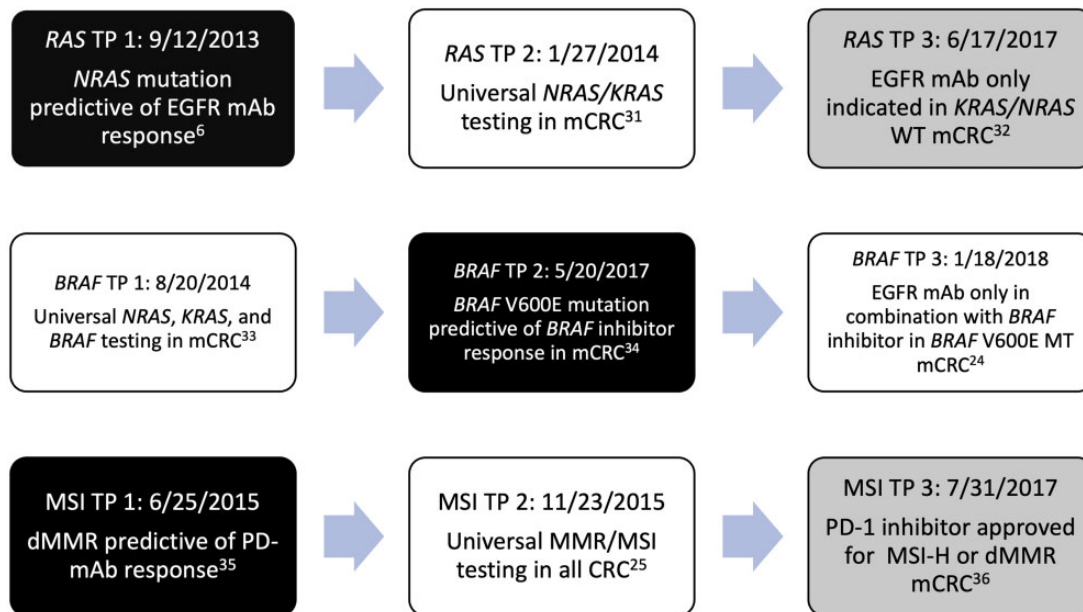 RAS TP 1: 9/12/2013
NRAS mutation
predictive of EGFR mAb
response6
RAS TP 2: 1/27/2014
Universal NRAS/KRAS
testing in mCRC31
RAS TP 3: 6/17/2017
EGFR mAb only
indicated in KRAS/NRAS
WT mCRC32
BRAF TP 1: 8/20/2014
Universal NRAS, KRAS, and
BRAF testing in mCRC33
BRAF TP 2: 5/20/2017
BRAF V600E mutation
predictive of BRAF inhibitor
response in mCRC34
BRAF TP 3: 1/18/2018
EGFR mAb only in
combination with BRAF
inhibitor in BRAF V600E MT
mCRC24
MSI TP 1: 6/25/2015
dMMR predictive of PD-
mAb response35
MSI TP 2: 11/23/2015
Universal MMR/MSI
testing in all CRC25
MSI TP 3: 7/31/2017
PD-1 inhibitor approved
for MSI-H or dMMR
mCRC36